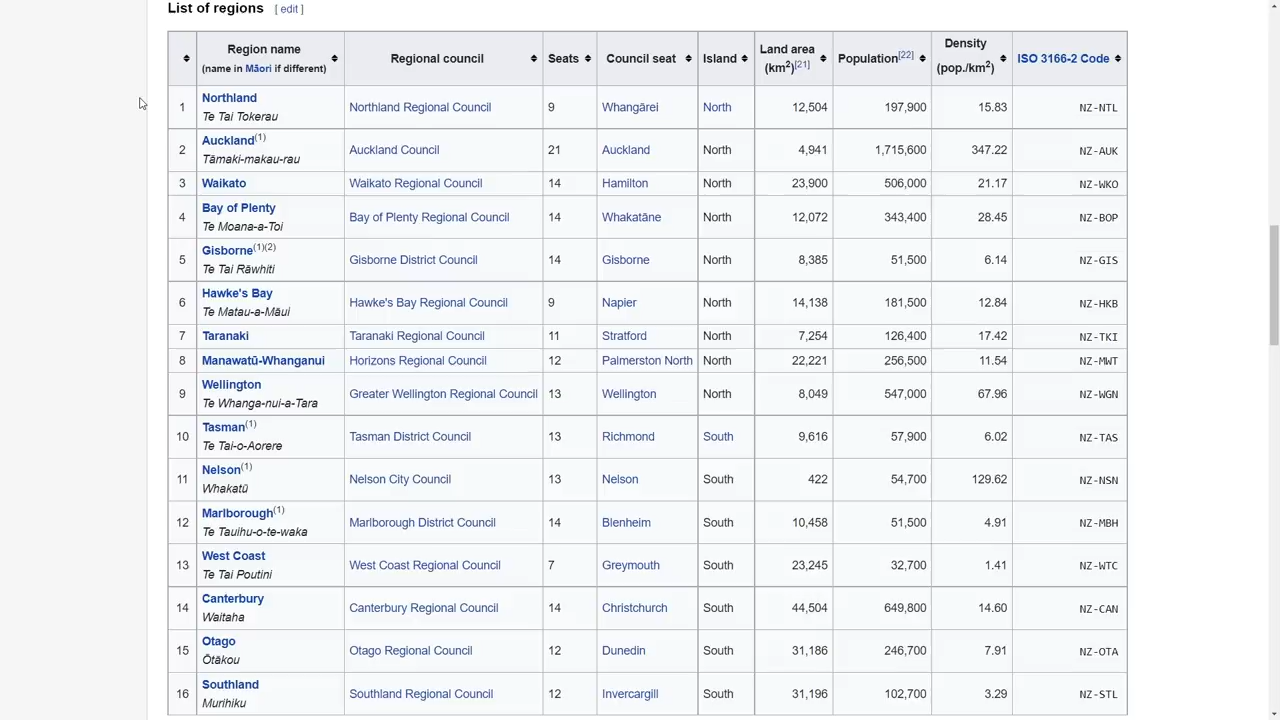 List of regions [ edit ]
Region name (name in Māori if different) Regional council Seats Council seat Island Land area (km2)[21] Population[22] Density (pop./km2) ISO 3166-2 Code
1 Northland Te Tai Tokerau Northland Regional Council 9 Whangārei North 12,504 197,900 15.83 NZ-NTL
2 Auckland(1) Tāmaki-makau-rau Auckland Council 21 Auckland North 4,941 1,715,600 347.22 NZ-AUK
3 Waikato Waikato Regional Council 14 Hamilton North 23,900 506,000 21.17 NZ-WKO
4 Bay of Plenty Te Moana-a-Toi Bay of Plenty Regional Council 14 Whakatāne North 12,072 343,400 28.45 NZ-BOP
5 Gisborne(1)(2) Te Tai Rāwhiti Gisborne District Council 14 Gisborne North 8,385 51,500 6.14 NZ-GIS
6 Hawke's Bay Te Matau-a-Māui Hawke's Bay Regional Council 9 Napier North 14,138 181,500 12.84 NZ-HKB
7 Taranaki Taranaki Regional Council 11 Stratford North 7,254 126,400 17.42 NZ-TKI
8 Manawatū-Whanganui Horizons Regional Council 12 Palmerston North North 22,221 256,500 11.54 NZ-MWT
9 Wellington Te Whanga-nui-a-Tara Greater Wellington Regional Council 13 Wellington North 8,049 547,000 67.96 NZ-WGN
10 Tasman(1) Te Tai-o-Aorere Tasman District Council 13 Richmond South 9,616 57,900 6.02 NZ-TAS
11 Nelson(1) Whakatū Nelson City Council 13 Nelson South 422 54,700 129.62 NZ-NSN
12 Marlborough(1) Te Tauihu-o-te-waka Marlborough District Council 14 Blenheim South 10,458 51,500 4.91 NZ-MBH
13 West Coast Te Tai Poutini West Coast Regional Council 7 Greymouth South 23,245 32,700 1.41 NZ-WTC
14 Canterbury Waitaha Canterbury Regional Council 14 Christchurch South 44,504 649,800 14.60 NZ-CAN
15 Otago Ōtākou Otago Regional Council 12 Dunedin South 31,186 246,700 7.91 NZ-OTA
16 Southland Murihiku Southland Regional Council 12 Invercargill South 31,196 102,700 3.29 NZ-STL